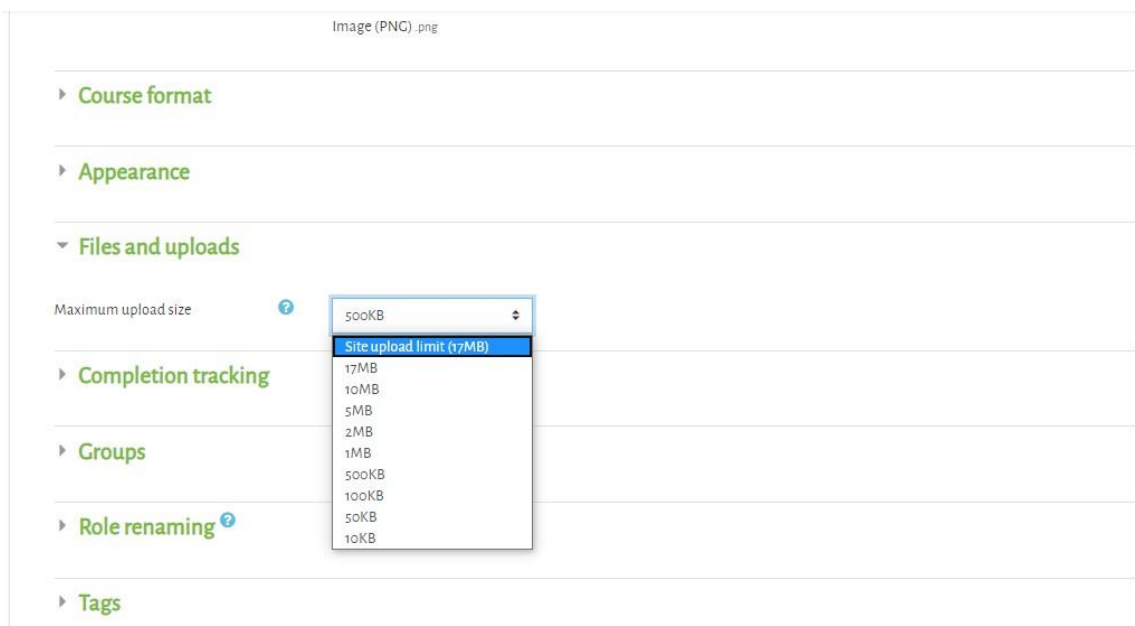 Image (PNG) .png
Course format
Appearance
Files and uploads
Maximum upload size ? 500KB
Site upload limit (17MB)
17MB
10MB
5MB
2MB
1MB
500KB
100KB
50KB
10KB
Completion tracking
Groups
Role renaming ?
Tags